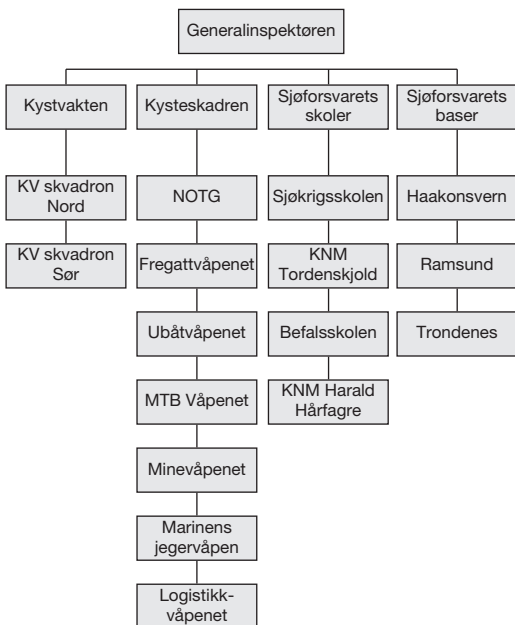 Generalinspektøren
Kystvakten
Kysteskadren
Sjøforsvarets
skoler
Sjøforsvarets
baser
KV skvadron
Nord
NOTG
Sjøkrigsskolen
Haakonsvern
KV skvadron
Sør
Fregattvåpenet
KNM
Tordenskjold
Ramsund
Ubåtvåpenet
Befalsskolen
Trondenes
MTB Våpenet
KNM Harald
Hårfagre
Minevåpenet
Marinens
jegervåpen
Logistikk-
våpenet